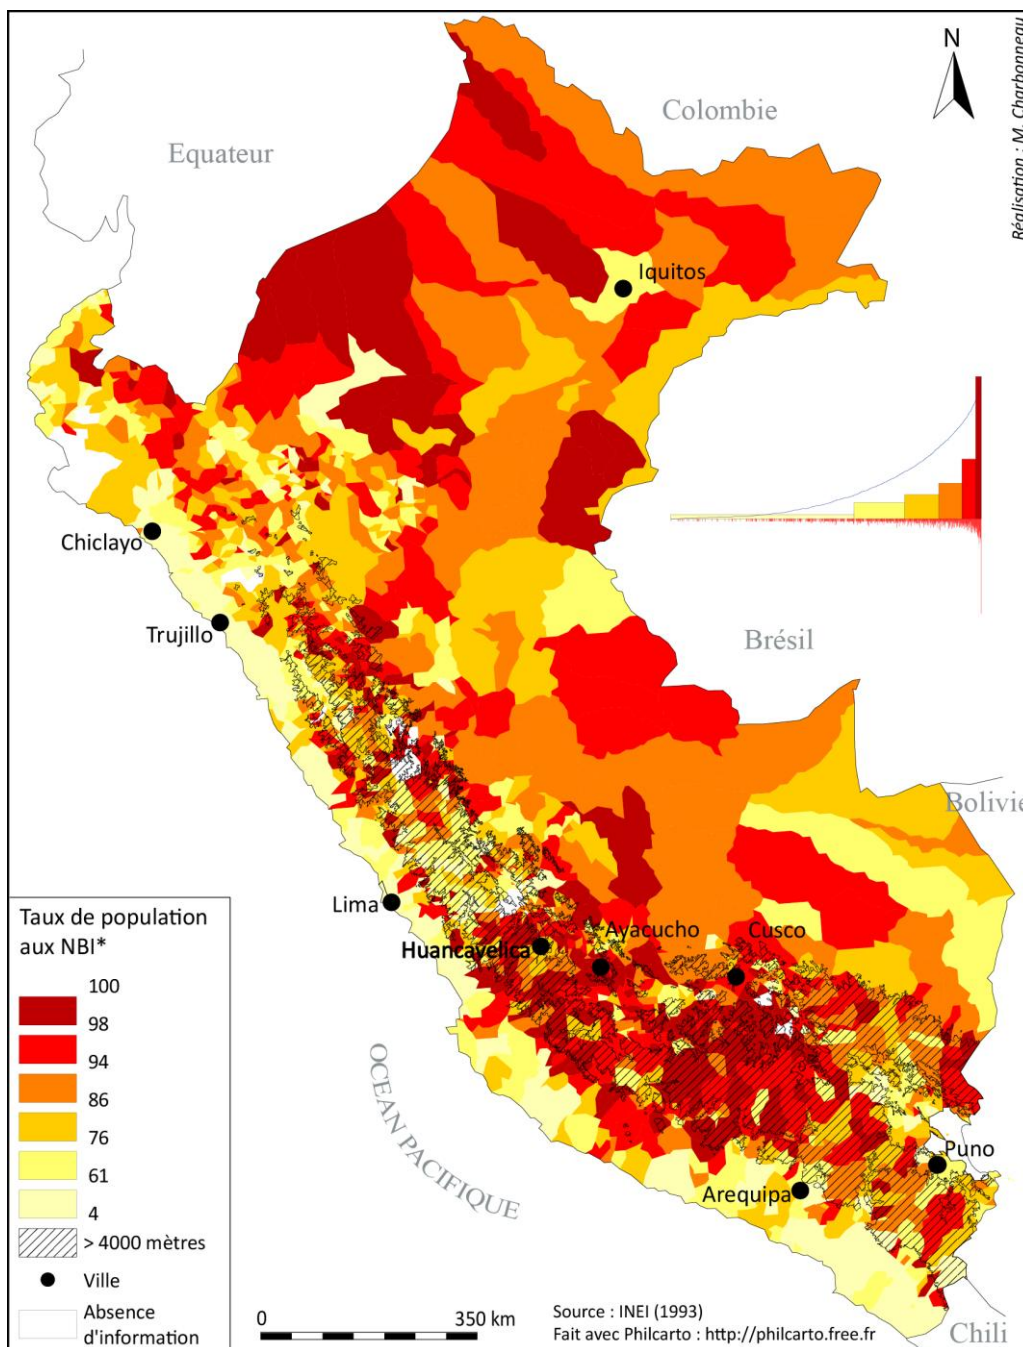 N
Réalisation : M. Charbonneau
Colombie
Equateur
Iquitos
Chiclayo
Trujillo
Brésil
Bolivie
Lima
Ayacucho
Cusco
Huancavelica
OCEAN PACIFIQUE
Puno
Arequipa
Chili
Taux de population
aux NBI*
100
98
94
86
76
61
4
> 4000 mètres
Ville
Absence
d'information
0 350 km
Source : INEI (1993)
Fait avec Philcarto : http://philcarto.free.fr